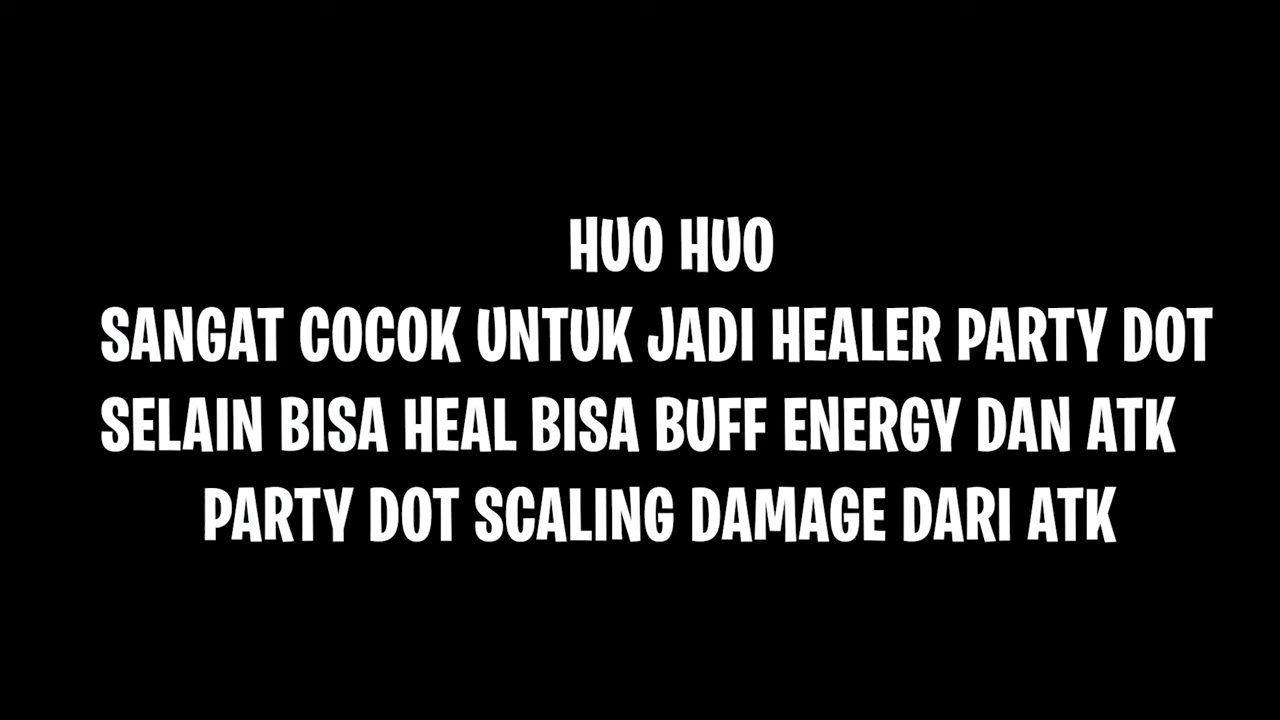 HUO HUO
SANGAT COCOK UNTUK JADI HEALER PARTY DOT
SELAIN BISA HEAL BISA BUFF ENERGY DAN ATK
PARTY DOT SCALING DAMAGE DARI ATK